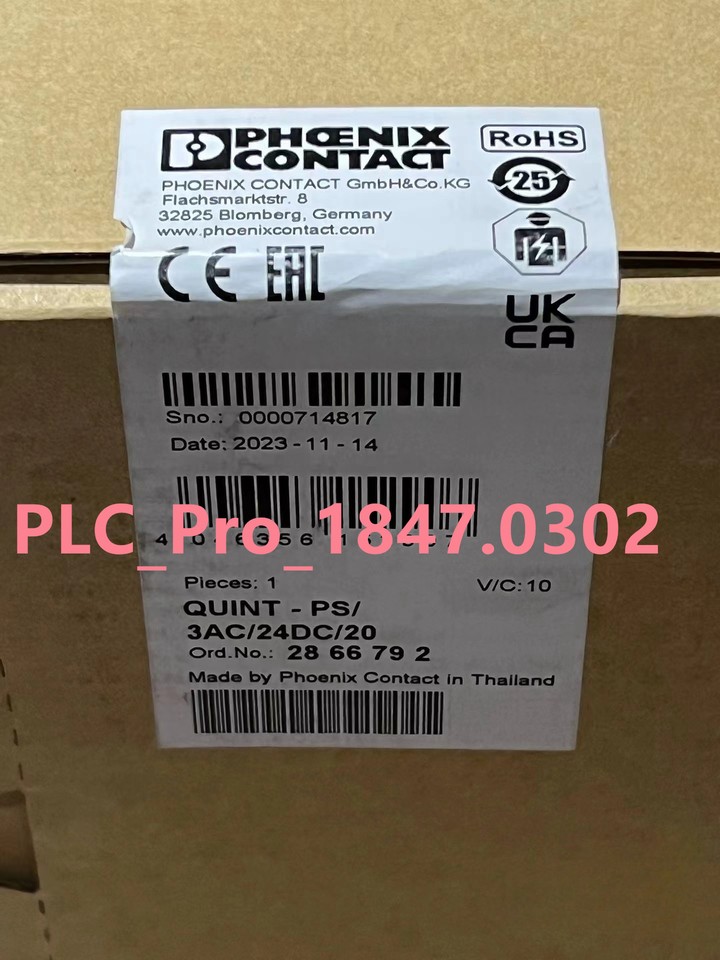 PHŒNIX
CONTACT
RoHS
PHOENIX CONTACT GmbH&Co.KG
Flachsmarktstr. 8
32825 Blomberg, Germany
www.phoenixcontact.com
25
CE EAC
UK
CA
Sno.: 0000714817
Date: 2023-11-14
PLC_Pro_1847.0302
Pieces: 1
V/C: 10
QUINT - PS/
3AC/24DC/20
Ord.No.: 28 66 79 2
Made by Phoenix Contact in Thailand